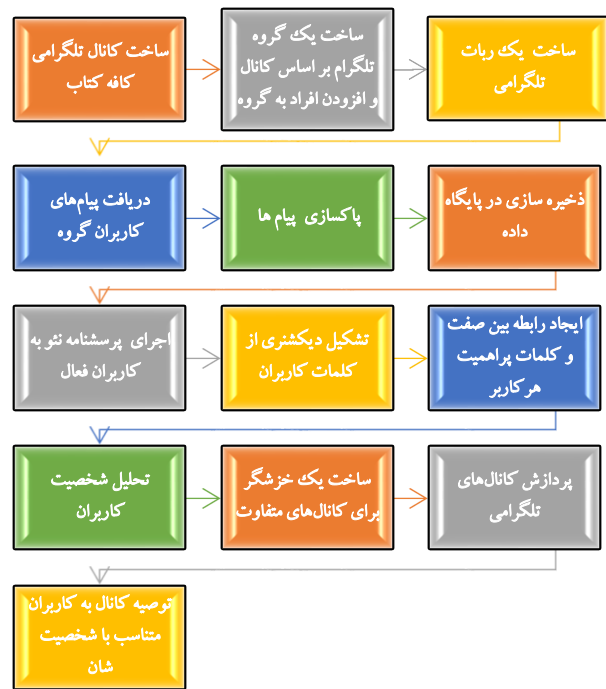 ساخت کانال تلگرامی
کافه کتاب
ساخت یک گروه
تلگرام بر اساس کانال
و افزودن افراد به گروه
ساخت یک ربات
تلگرامی
دریافت پیام‌های
کاربران گروه
پاکسازی پیام ها
ذخیره سازی در پایگاه
داده
اجرای پرسشنامه نئو به
کاربران فعال
تشکیل دیکشنری از
کلمات کاربران
ایجاد رابطه بین صفت
و کلمات پراهمیت
هرکاربر
تحلیل شخصیت
کاربران
ساخت یک خزشگر
برای کانال‌های متفاوت
پردازش کانال‌های
تلگرامی
توصیه کانال به کاربران
متناسب با شخصیت
شان